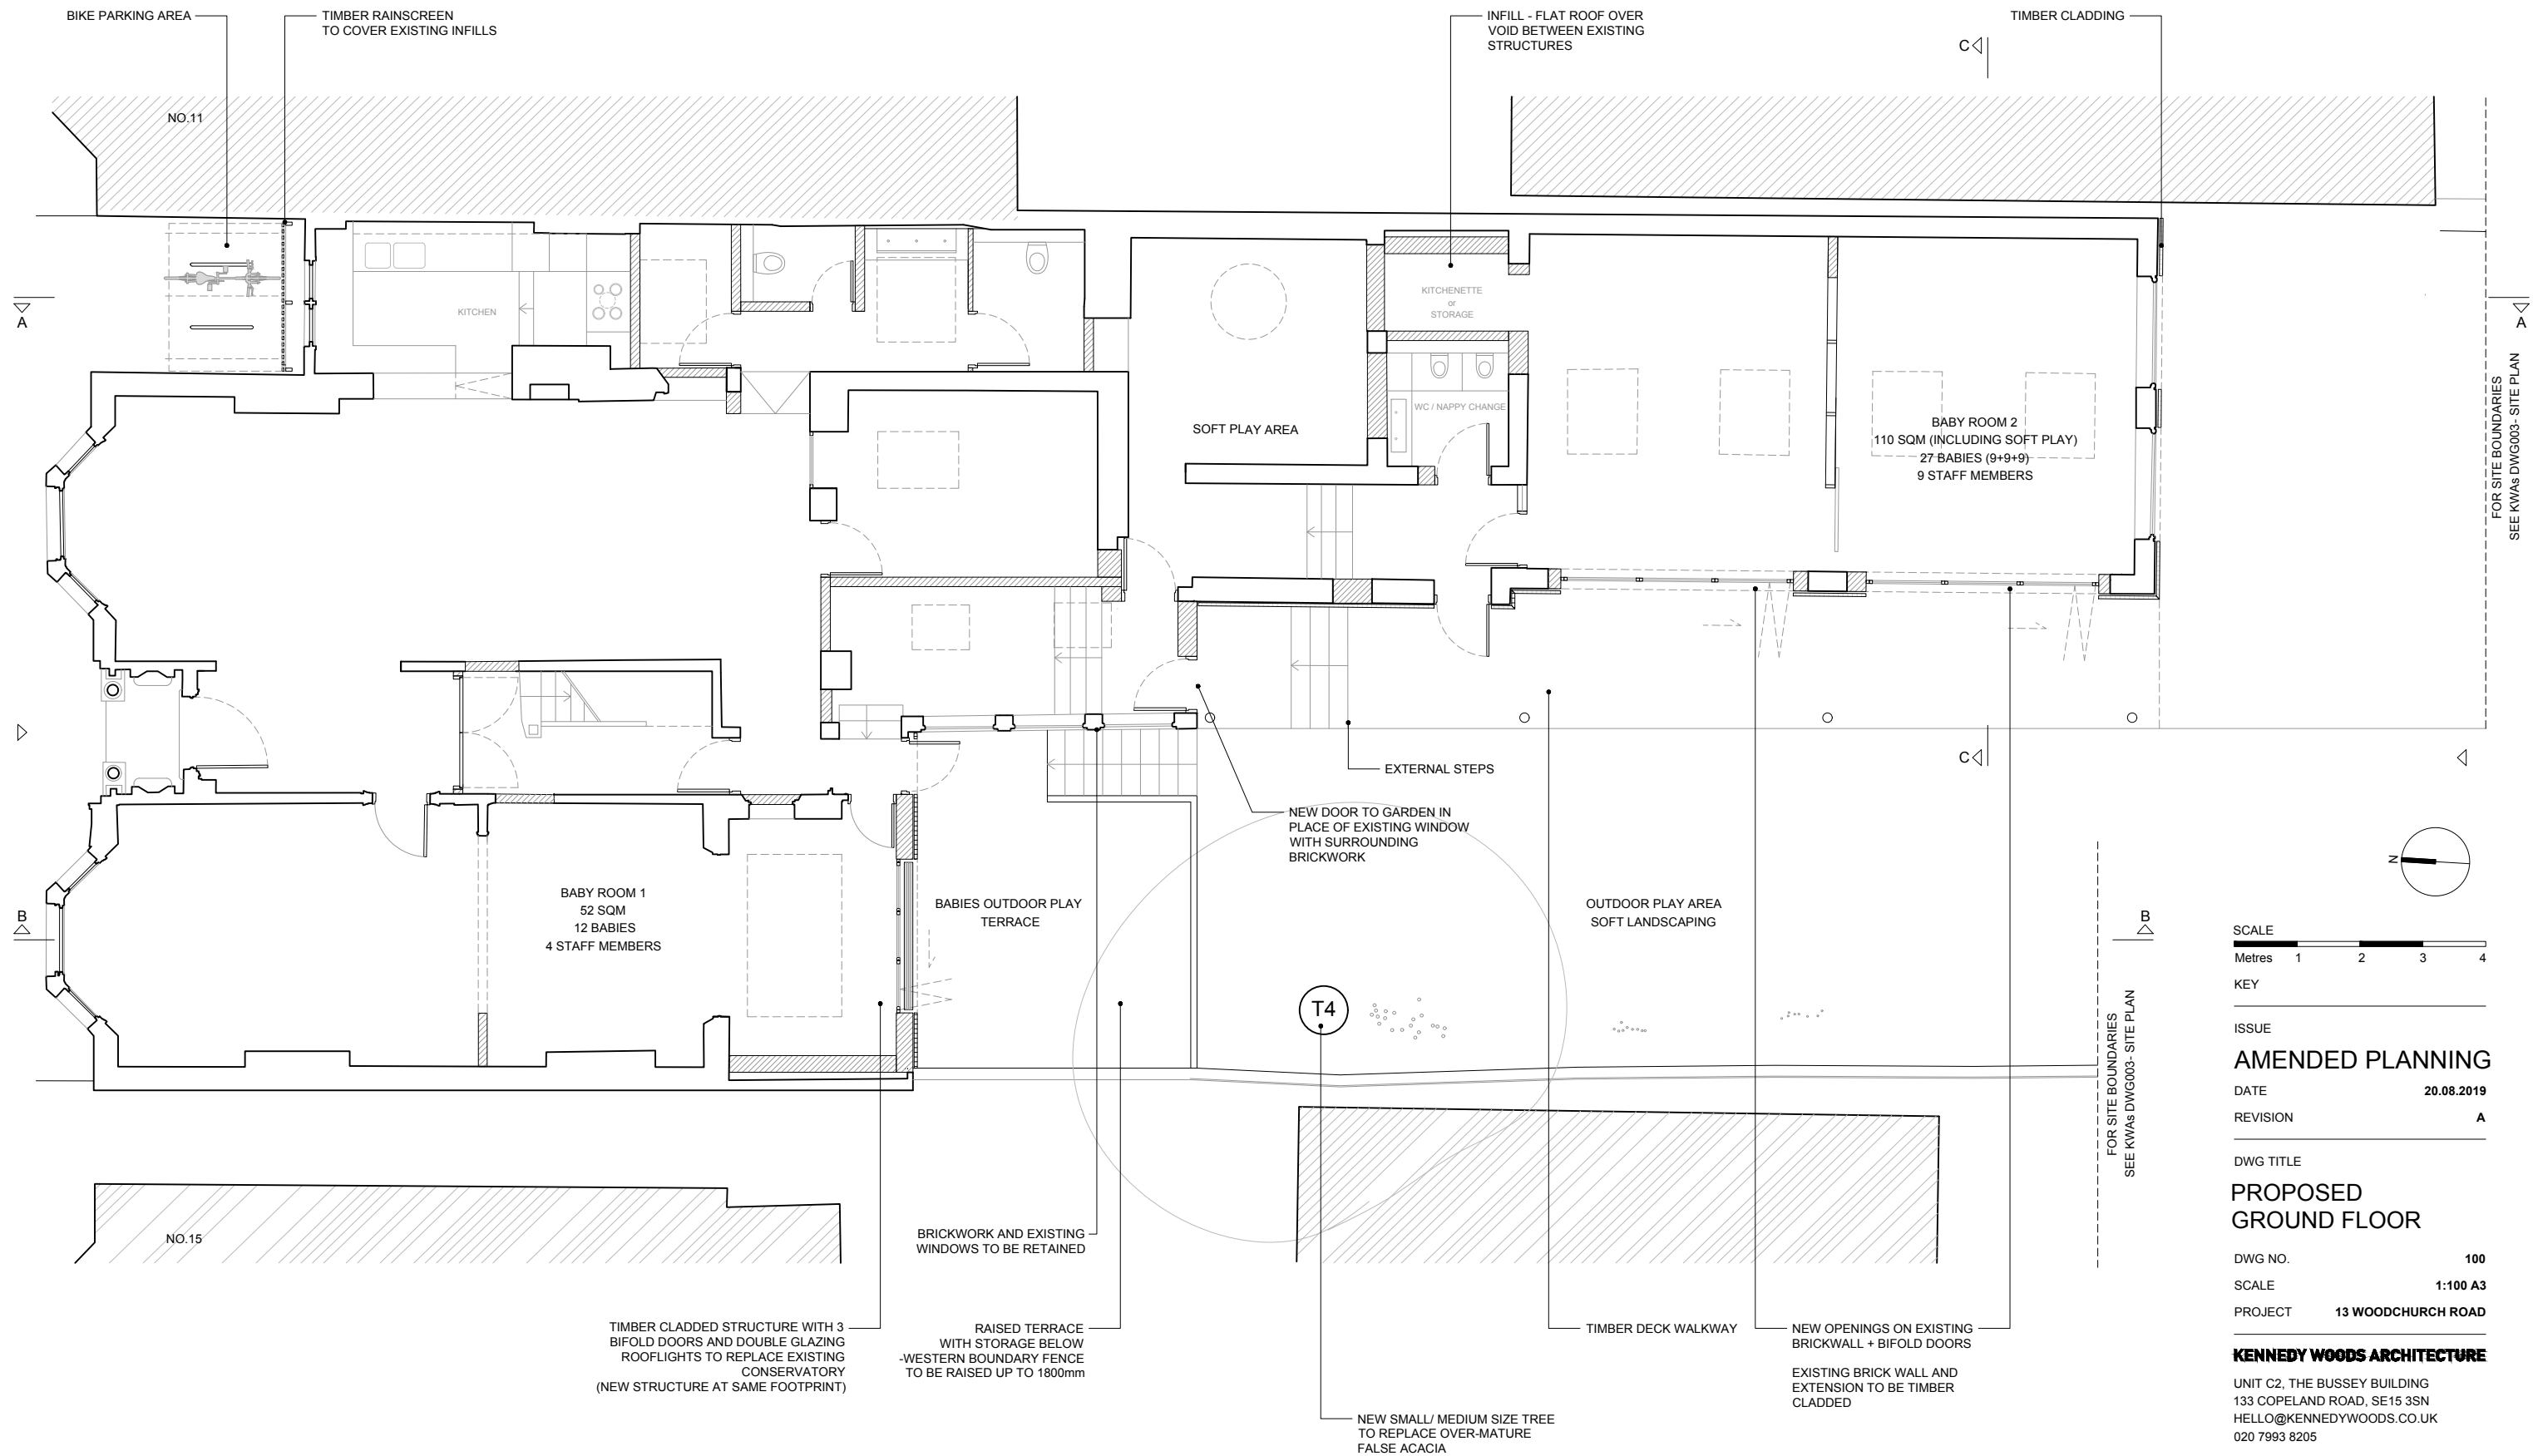 BIKE PARKING AREA
TIMBER RAINSCREEN
TO COVER EXISTING INFILLS
INFILL - FLAT ROOF OVER
VOID BETWEEN EXISTING
STRUCTURES
TIMBER CLADDING
C
NO.11
A
KITCHEN
KITCHENETTE
or
STORAGE
A
WC / NAPPY CHANGE
SOFT PLAY AREA
BABY ROOM 2
110 SQM (INCLUDING SOFT PLAY)
27 BABIES (9+9+9)
9 STAFF MEMBERS
FOR SITE BOUNDARIES
SEE KWAs DWG003- SITE PLAN
C
EXTERNAL STEPS
NEW DOOR TO GARDEN IN
PLACE OF EXISTING WINDOW
WITH SURROUNDING
BRICKWORK
BABY ROOM 1
52 SQM
12 BABIES
4 STAFF MEMBERS
BABIES OUTDOOR PLAY
TERRACE
OUTDOOR PLAY AREA
SOFT LANDSCAPING
B
B
T4
FOR SITE BOUNDARIES
SEE KWAs DWG003- SITE PLAN
NO.15
BRICKWORK AND EXISTING
WINDOWS TO BE RETAINED
TIMBER CLADDED STRUCTURE WITH 3
BIFOLD DOORS AND DOUBLE GLAZING
ROOFLIGHTS TO REPLACE EXISTING
CONSERVATORY
(NEW STRUCTURE AT SAME FOOTPRINT)
RAISED TERRACE
WITH STORAGE BELOW
-WESTERN BOUNDARY FENCE
TO BE RAISED UP TO 1800mm
TIMBER DECK WALKWAY
NEW OPENINGS ON EXISTING
BRICKWALL + BIFOLD DOORS
EXISTING BRICK WALL AND
EXTENSION TO BE TIMBER
CLADDED
NEW SMALL/ MEDIUM SIZE TREE
TO REPLACE OVER-MATURE
FALSE ACACIA
N
SCALE
Metres 1 2 3 4
KEY
ISSUE
AMENDED PLANNING
DATE 20.08.2019
REVISION A
DWG TITLE
PROPOSED
GROUND FLOOR
DWG NO. 100
SCALE 1:100 A3
PROJECT 13 WOODCHURCH ROAD
KENNEDY WOODS ARCHITECTURE
UNIT C2, THE BUSSEY BUILDING
133 COPELAND ROAD, SE15 3SN
HELLO@KENNEDYWOODS.CO.UK
020 7993 8205